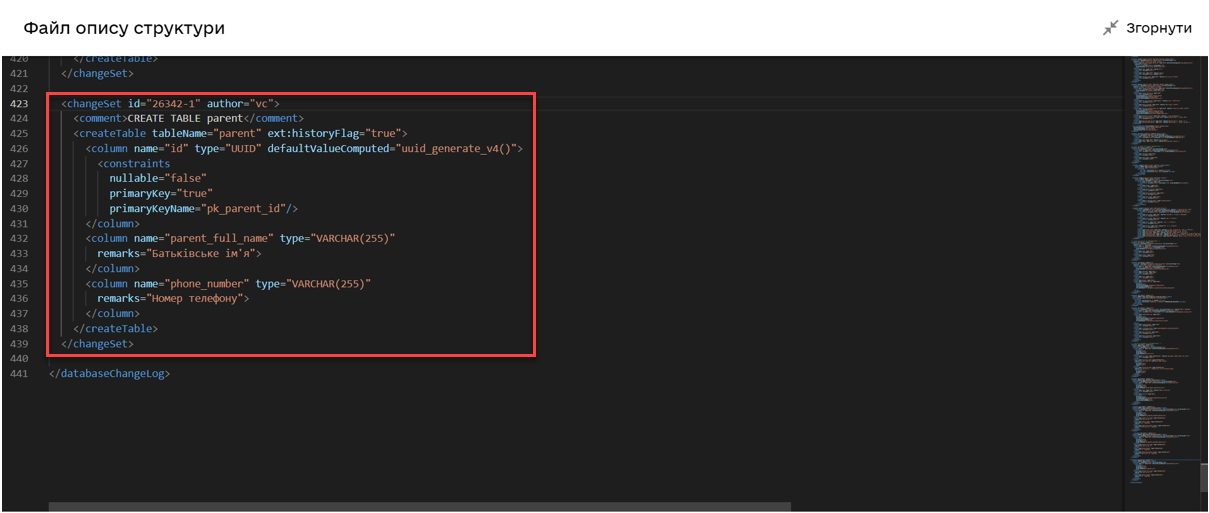 Файл опису структури
Згорнути
420 </createTable>
421 </changeSet>
422
423 <changeSet id="26342-1" author="vc">
424 <comment>CREATE TABLE parent</comment>
425 <createTable tableName="parent" ext:historyFlag="true">
426 <column name="id" type="UUID" defaultValueComputed="uuid_generate_v4()">
427 <constraints
428 nullable="false"
429 primaryKey="true"
430 primaryKeyName="pk_parent_id"/>
431 </column>
432 <column name="parent_full_name" type="VARCHAR(255)"
433 remarks="Батьківське ім'я">
434 </column>
435 <column name="phone_number" type="VARCHAR(255)"
436 remarks="Номер телефону">
437 </column>
438 </createTable>
439 </changeSet>
440
441 </databaseChangeLog>